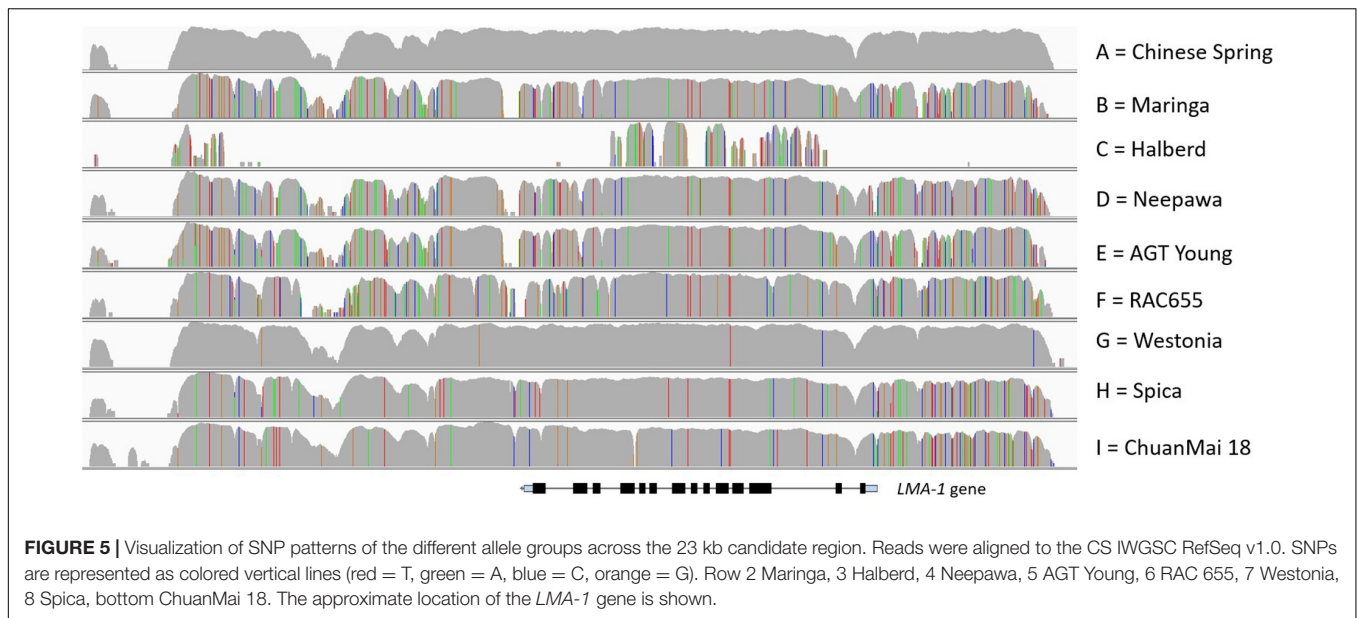 A = Chinese Spring
B = Maringa
C = Halberd
D = Neepawa
E = AGT Young
F = RAC655
G = Westonia
H = Spica
I = ChuanMai 18
LMA-1 gene
FIGURE 5 | Visualization of SNP patterns of the different allele groups across the 23 kb candidate region. Reads were aligned to the CS IWGSC RefSeq v1.0. SNPs
are represented as colored vertical lines (red = T, green = A, blue = C, orange = G). Row 2 Maringa, 3 Halberd, 4 Neepawa, 5 AGT Young, 6 RAC 655, 7 Westonia,
8 Spica, bottom ChuanMai 18. The approximate location of the LMA-1 gene is shown.